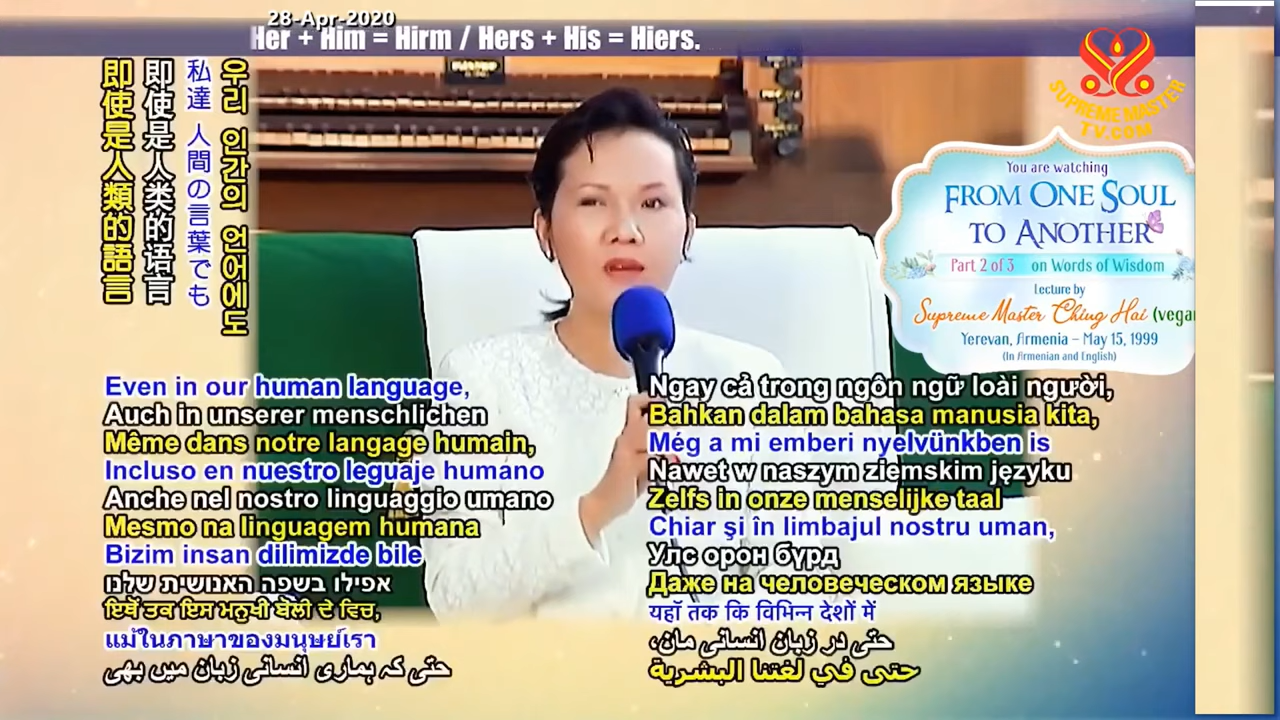 28-Apr-2020
Her + Him = Hirm / Hers + His = Hiers.
SUPREME MASTER
TV.COM
You are watching
FROM ONE SOUL
TO ANOTHER
Part 2 of 3 on Words of Wisdom
Lecture by
Supreme Master Ching Hai (vegan
Yerevan, Armenia – May 15, 1999
(In Armenian and English)
우리 인간의 언어에도
私達 人間の言葉でも
即使是人类的语言
即使是人類的語言
Even in our human language,
Auch in unserer menschlichen
Même dans notre langage humain,
Incluso en nuestro leguaje humano
Anche nel nostro linguaggio umano
Mesmo na linguagem humana
Bizim insan dilimizde bile
אפילו בשפה האנושית שלנו
ਇਥੋਂ ਤਕ ਇਸ ਮਨੁਖੀ ਬੋਲੀ ਦੇ ਵਿਚ,
แม้ในภาษาของมนุษย์เรา
حتی کہ ہماری انسانی زبان میں بھی
Ngay cả trong ngôn ngữ loài người,
Bahkan dalam bahasa manusia kita,
Még a mi emberi nyelvünkben is
Nawet w naszym ziemskim języku
Zelfs in onze menselijke taal
Chiar şi în limbajul nostru uman,
Улс орон бүрд
Даже на человеческом языке
यहाँ तक कि विभिन्न देशों में
حتی در زبان انسانی مان،
حتى في لغتنا البشرية